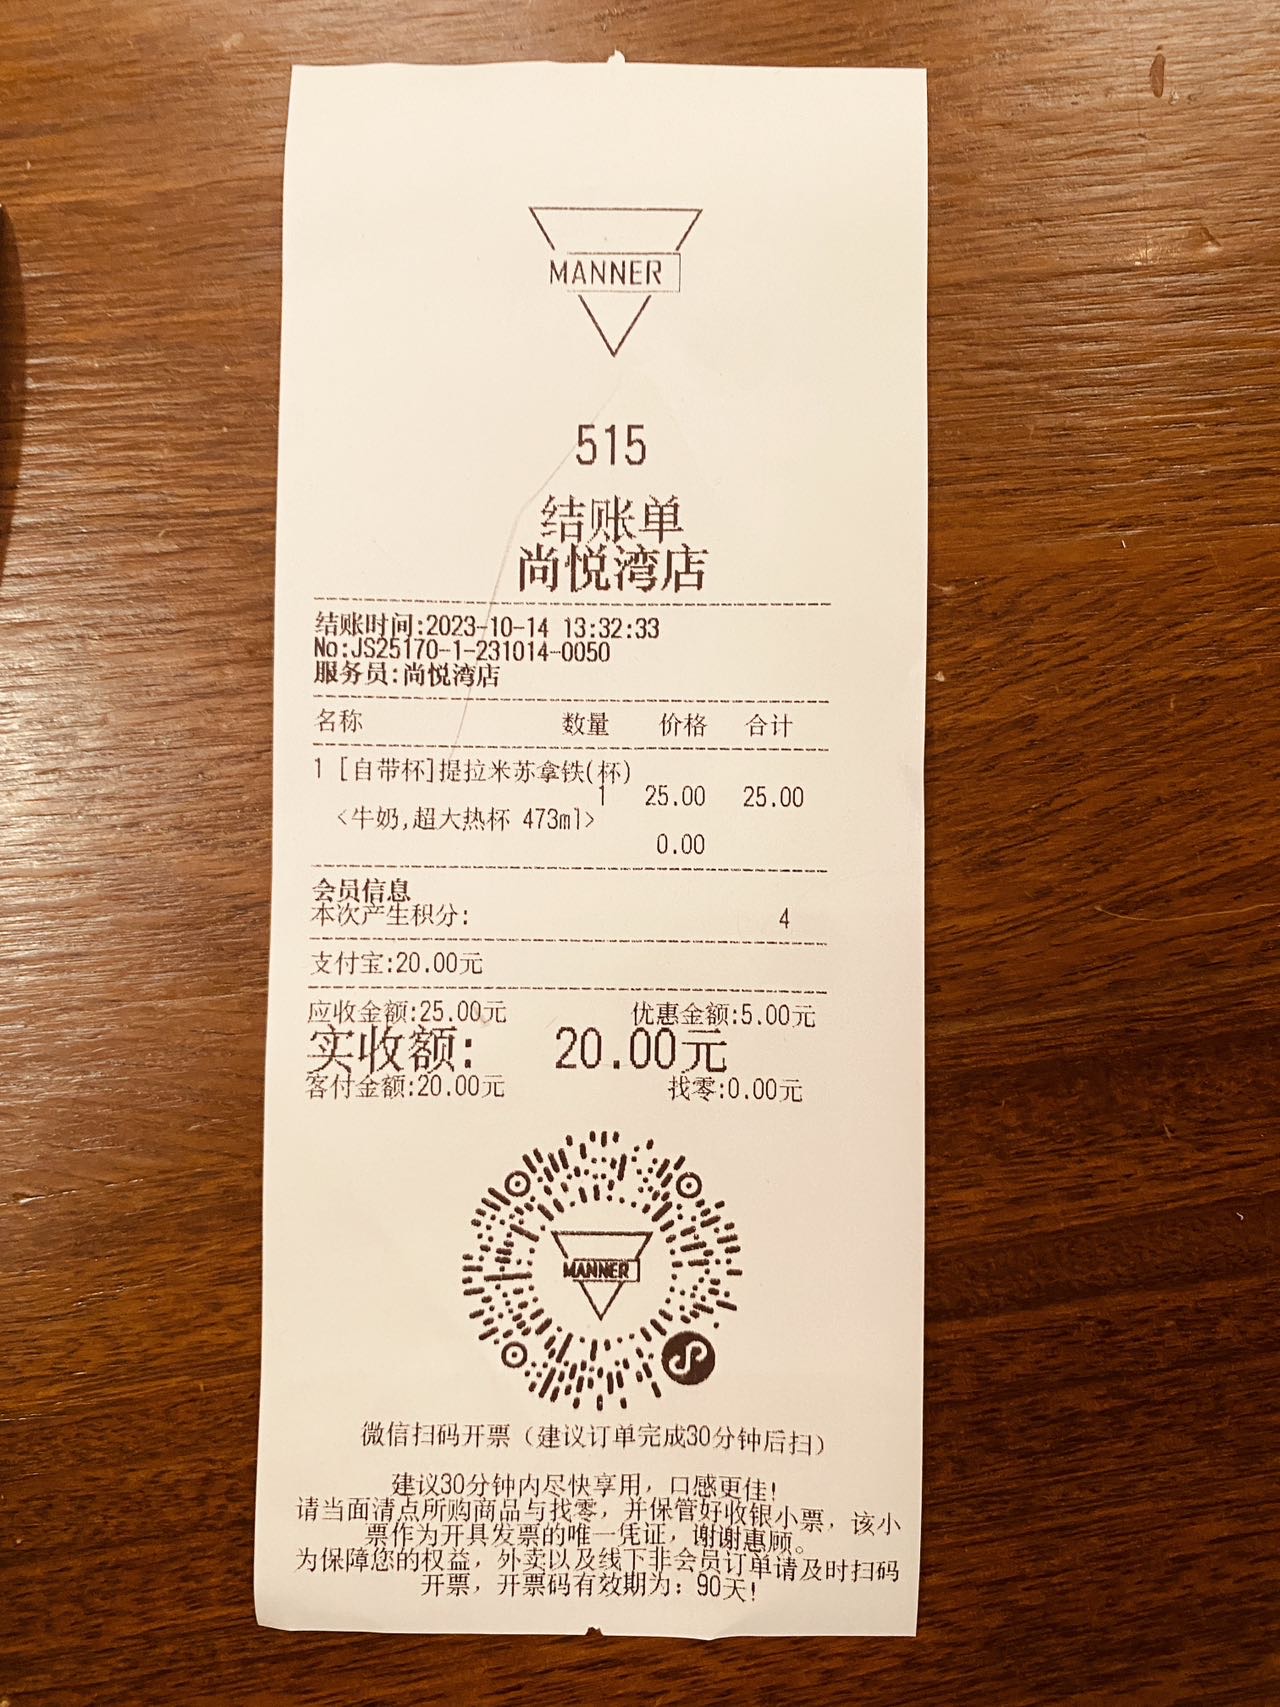 MANNER
515
结账单
尚悦湾店
结账时间:2023-10-14 13:32:33
No:JS25170-1-231014-0050
服务员:尚悦湾店
名称 数量 价格 合计
1 [自带杯]提拉米苏拿铁(杯)
1 25.00 25.00
<牛奶,超大热杯 473ml>
0.00
会员信息
本次产生积分: 4
支付宝:20.00元
应收金额:25.00元 优惠金额:5.00元
实收额: 20.00元
客付金额:20.00元 找零:0.00元
MANNER
微信扫码开票（建议订单完成30分钟后扫）
建议30分钟内尽快享用，口感更佳!
请当面清点所购商品与找零，并保管好收银小票，该小
票作为开具发票的唯一凭证，谢谢惠顾。
为保障您的权益，外卖以及线下非会员订单请及时扫码
开票，开票码有效期为：90天!